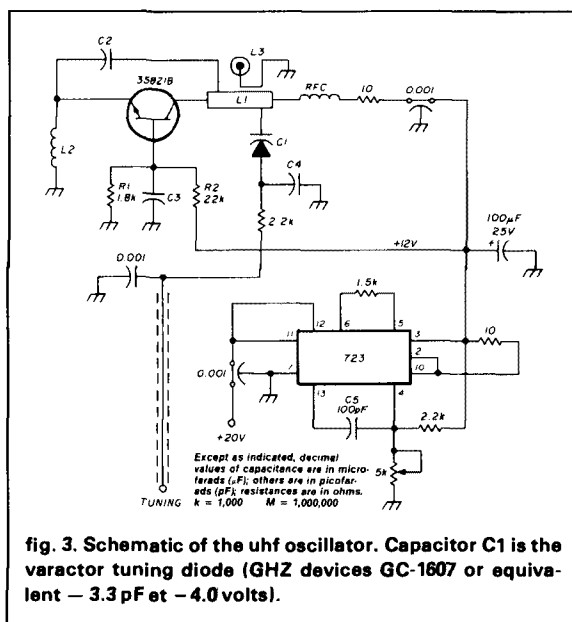 C2
L3
35821B
L1
RFC
10
0.001
C1
L2
C4
R1
1.8k
C3
R2
22k
2.2k
+12V
100µF
25V
0.001
1.5k
12
6
5
11
3
10
723
2
0.001
7
10
13
4
C5
100pF
2.2k
+20V
5k
Except as indicated, decimal
values of capacitance are in micro-
farads (µF); others are in picofar-
ads (pF); resistances are in ohms.
k = 1,000 M = 1,000,000
TUNING
fig. 3. Schematic of the uhf oscillator. Capacitor C1 is the
varactor tuning diode (GHZ devices GC-1607 or equiva-
lent — 3.3 pF et − 4.0 volts).